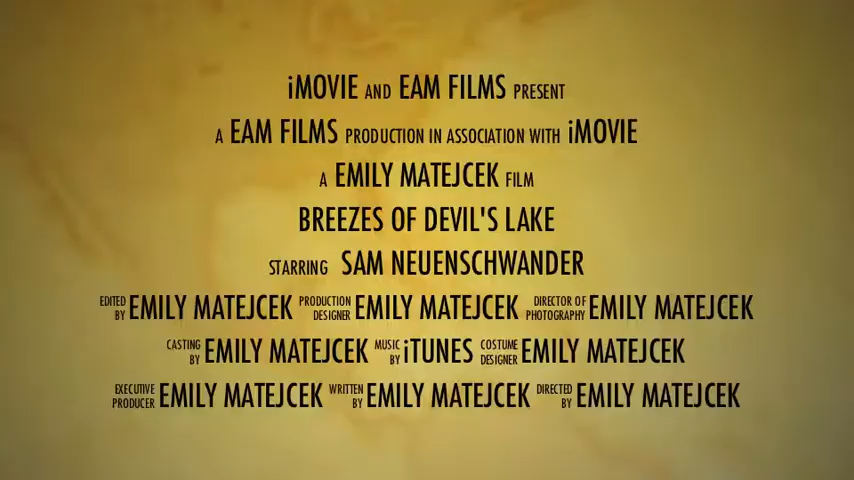 iMOVIE AND EAM FILMS PRESENT
A EAM FILMS PRODUCTION IN ASSOCIATION WITH iMOVIE
A EMILY MATEJCEK FILM
BREEZES OF DEVIL'S LAKE
STARRING SAM NEUENSCHWANDER
EDITED BY EMILY MATEJCEK PRODUCTION DESIGNER EMILY MATEJCEK DIRECTOR OF PHOTOGRAPHY EMILY MATEJCEK
CASTING BY EMILY MATEJCEK MUSIC BY iTUNES COSTUME DESIGNER EMILY MATEJCEK
EXECUTIVE PRODUCER EMILY MATEJCEK WRITTEN BY EMILY MATEJCEK DIRECTED BY EMILY MATEJCEK